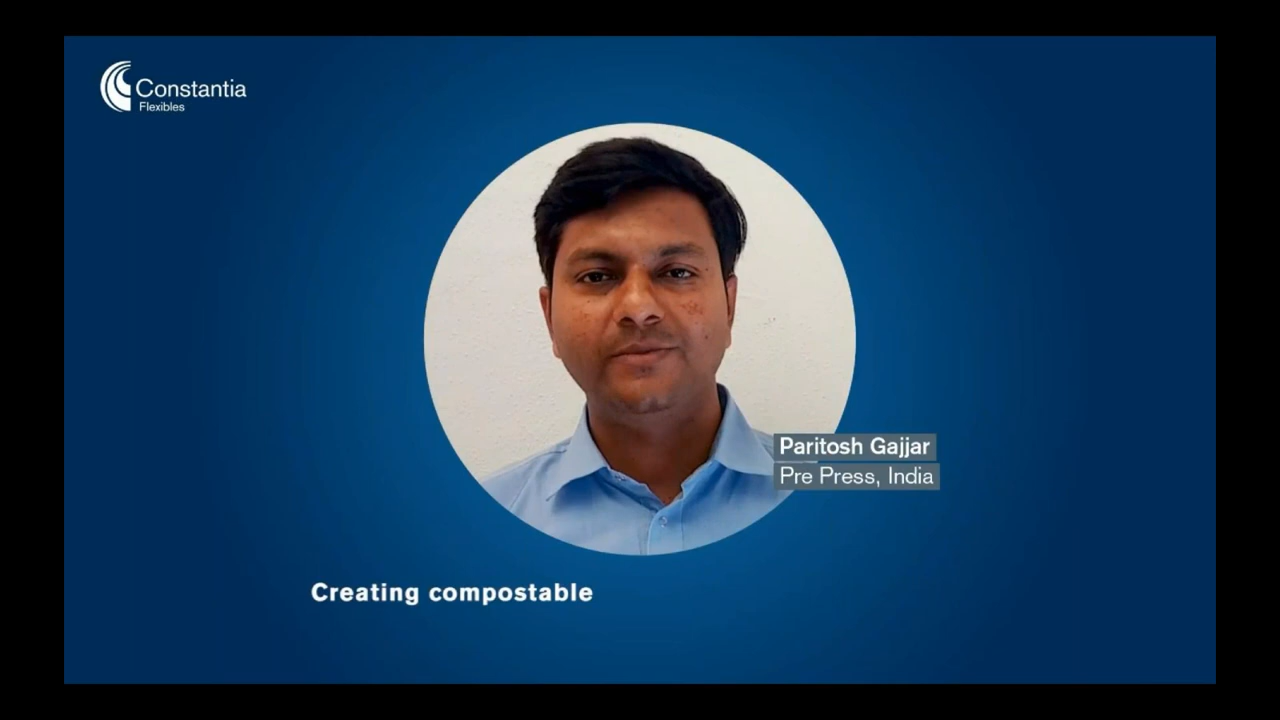 Constantia
Flexibles
Paritosh Gajjar
Pre Press, India
Creating compostable